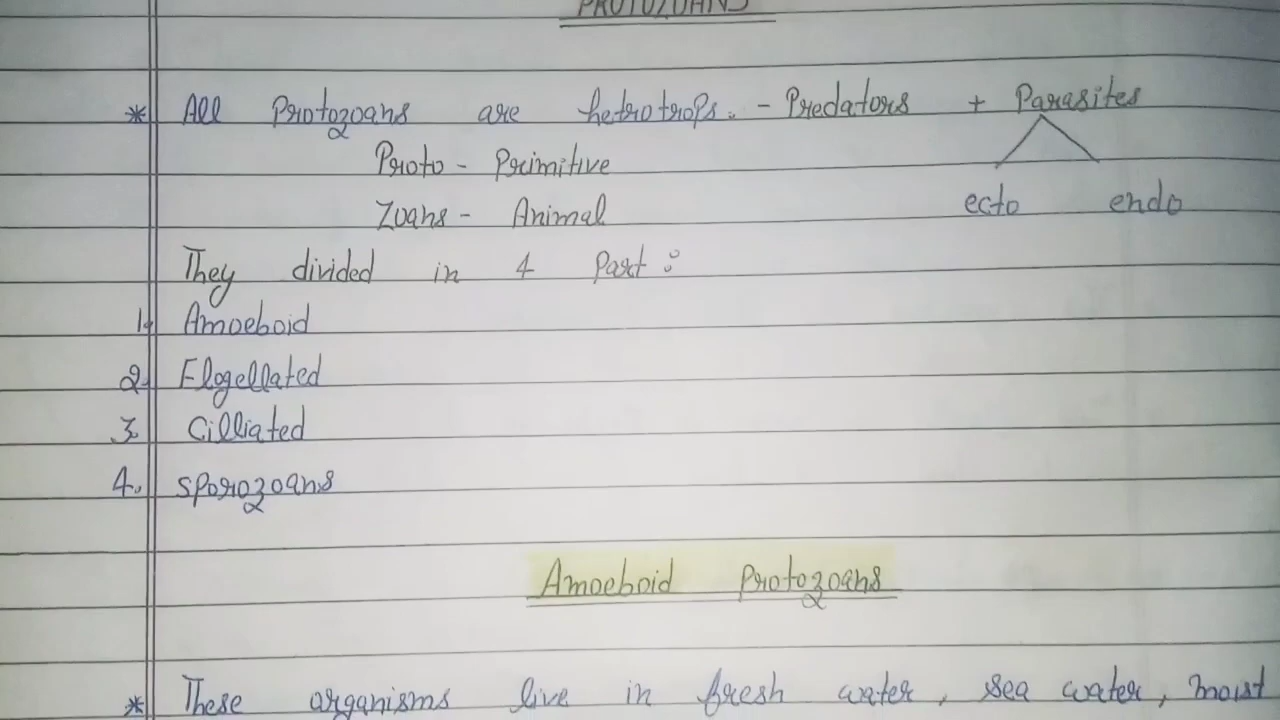 PROTOZOANS
* All Protozoans are hetrotrops. - Predators + Parasites
Proto - Primitive
Zoans - Animal
ecto endo
They divided in 4 Part :
1. Amoeboid
2. Flogellated
3. Cilliated
4. Sporozoans
Amoeboid Protozoans
* These organisms live in fresh water, sea water, moist